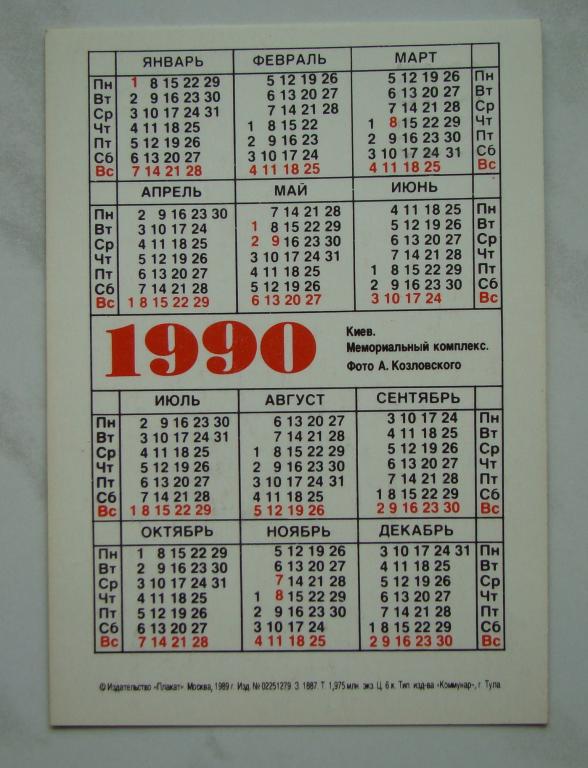 ЯНВАРЬ ФЕВРАЛЬ МАРТ
Пн 1 8 15 22 29 5 12 19 26 5 12 19 26 Пн
Вт 2 9 16 23 30 6 13 20 27 6 13 20 27 Вт
Ср 3 10 17 24 31 7 14 21 28 7 14 21 28 Ср
Чт 4 11 18 25 1 8 15 22 1 8 15 22 29 Чт
Пт 5 12 19 26 2 9 16 23 2 9 16 23 30 Пт
Сб 6 13 20 27 3 10 17 24 3 10 17 24 31 Сб
Вс 7 14 21 28 4 11 18 25 4 11 18 25 Вс
АПРЕЛЬ МАЙ ИЮНЬ
Пн 2 9 16 23 30 7 14 21 28 4 11 18 25 Пн
Вт 3 10 17 24 1 8 15 22 29 5 12 19 26 Вт
Ср 4 11 18 25 2 9 16 23 30 6 13 20 27 Ср
Чт 5 12 19 26 3 10 17 24 31 7 14 21 28 Чт
Пт 6 13 20 27 4 11 18 25 1 8 15 22 29 Пт
Сб 7 14 21 28 5 12 19 26 2 9 16 23 30 Сб
Вс 1 8 15 22 29 6 13 20 27 3 10 17 24 Вс
1990
Киев.
Мемориальный комплекс.
Фото А. Козловского
ИЮЛЬ АВГУСТ СЕНТЯБРЬ
Пн 2 9 16 23 30 6 13 20 27 3 10 17 24 Пн
Вт 3 10 17 24 31 7 14 21 28 4 11 18 25 Вт
Ср 4 11 18 25 1 8 15 22 29 5 12 19 26 Ср
Чт 5 12 19 26 2 9 16 23 30 6 13 20 27 Чт
Пт 6 13 20 27 3 10 17 24 31 7 14 21 28 Пт
Сб 7 14 21 28 4 11 18 25 1 8 15 22 29 Сб
Вс 1 8 15 22 29 5 12 19 26 2 9 16 23 30 Вс
ОКТЯБРЬ НОЯБРЬ ДЕКАБРЬ
Пн 1 8 15 22 29 5 12 19 26 3 10 17 24 31 Пн
Вт 2 9 16 23 30 6 13 20 27 4 11 18 25 Вт
Ср 3 10 17 24 31 7 14 21 28 5 12 19 26 Ср
Чт 4 11 18 25 1 8 15 22 29 6 13 20 27 Чт
Пт 5 12 19 26 2 9 16 23 30 7 14 21 28 Пт
Сб 6 13 20 27 3 10 17 24 1 8 15 22 29 Сб
Вс 7 14 21 28 4 11 18 25 2 9 16 23 30 Вс
© Издательство «Плакат» Москва, 1989 г. Изд. № 02251279 З. 1887. Т. 1,975 млн. экз. Ц. 6 к. Тип. изд-ва «Коммунар», г. Тула